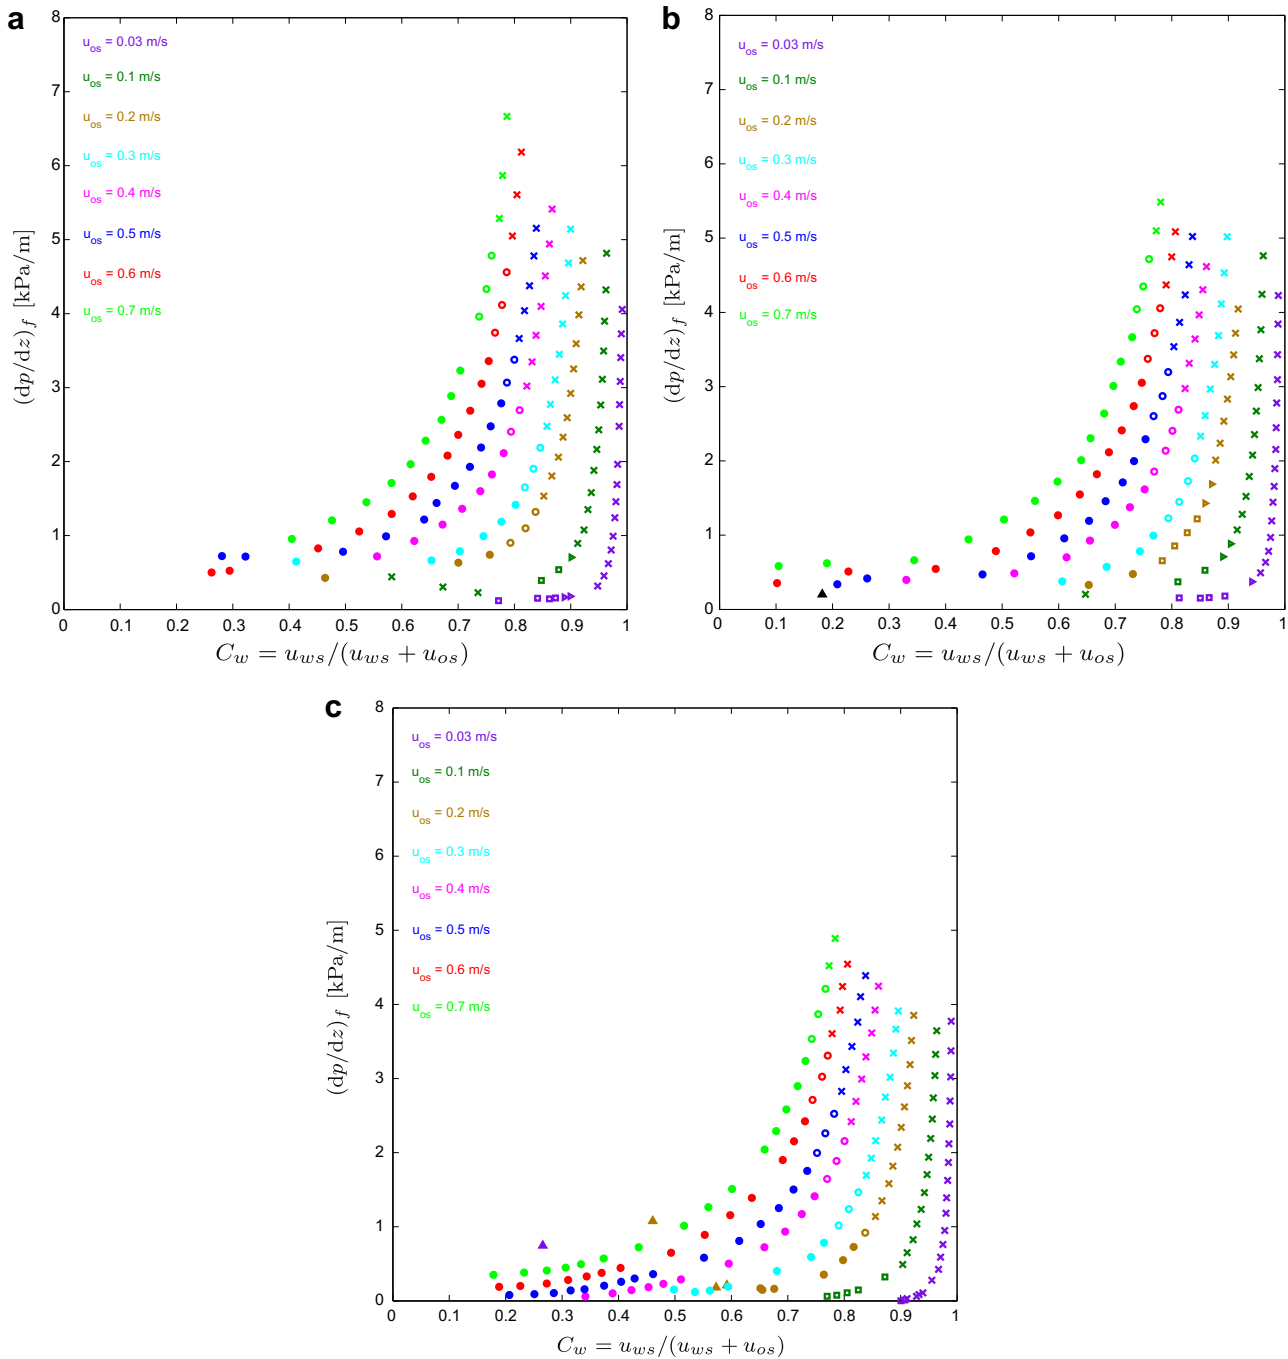 a
8
7
6
5
4
3
2
1
0
(dp/dz)_f [kPa/m]
u_os = 0.03 m/s
u_os = 0.1 m/s
u_os = 0.2 m/s
u_os = 0.3 m/s
u_os = 0.4 m/s
u_os = 0.5 m/s
u_os = 0.6 m/s
u_os = 0.7 m/s
0 0.1 0.2 0.3 0.4 0.5 0.6 0.7 0.8 0.9 1
C_w = u_ws/(u_ws + u_os)
b
8
7
6
5
4
3
2
1
0
(dp/dz)_f [kPa/m]
u_os = 0.03 m/s
u_os = 0.1 m/s
u_os = 0.2 m/s
u_os = 0.3 m/s
u_os = 0.4 m/s
u_os = 0.5 m/s
u_os = 0.6 m/s
u_os = 0.7 m/s
0 0.1 0.2 0.3 0.4 0.5 0.6 0.7 0.8 0.9 1
C_w = u_ws/(u_ws + u_os)
c
8
7
6
5
4
3
2
1
0
(dp/dz)_f [kPa/m]
u_os = 0.03 m/s
u_os = 0.1 m/s
u_os = 0.2 m/s
u_os = 0.3 m/s
u_os = 0.4 m/s
u_os = 0.5 m/s
u_os = 0.6 m/s
u_os = 0.7 m/s
0 0.1 0.2 0.3 0.4 0.5 0.6 0.7 0.8 0.9 1
C_w = u_ws/(u_ws + u_os)